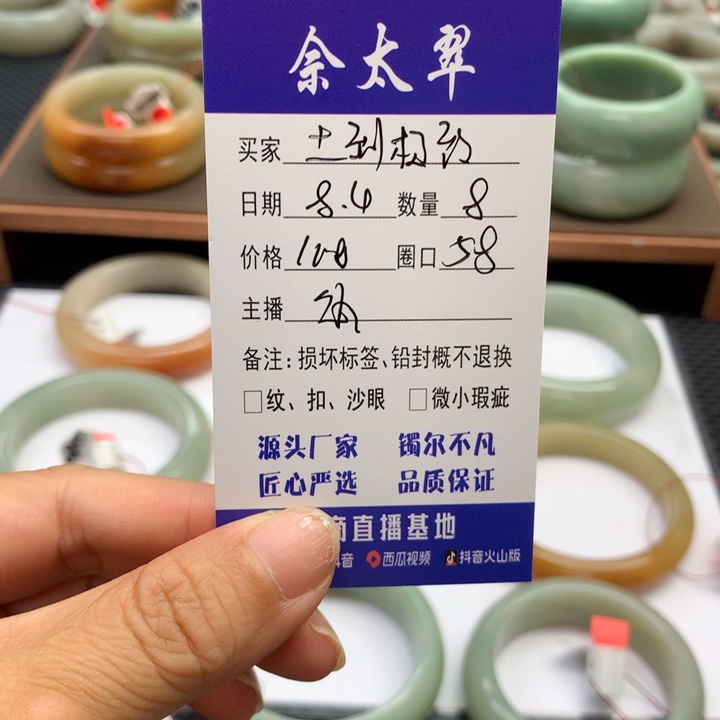 佘太翠
买家
日期 8.4 数量 8
价格 100 圈口 58
主播
备注：损坏标签、铅封概不退换
□纹、扣、沙眼 □微小瑕疵
源头厂家 镯尔不凡
匠心严选 品质保证
商直播基地
抖音 西瓜视频 抖音火山版